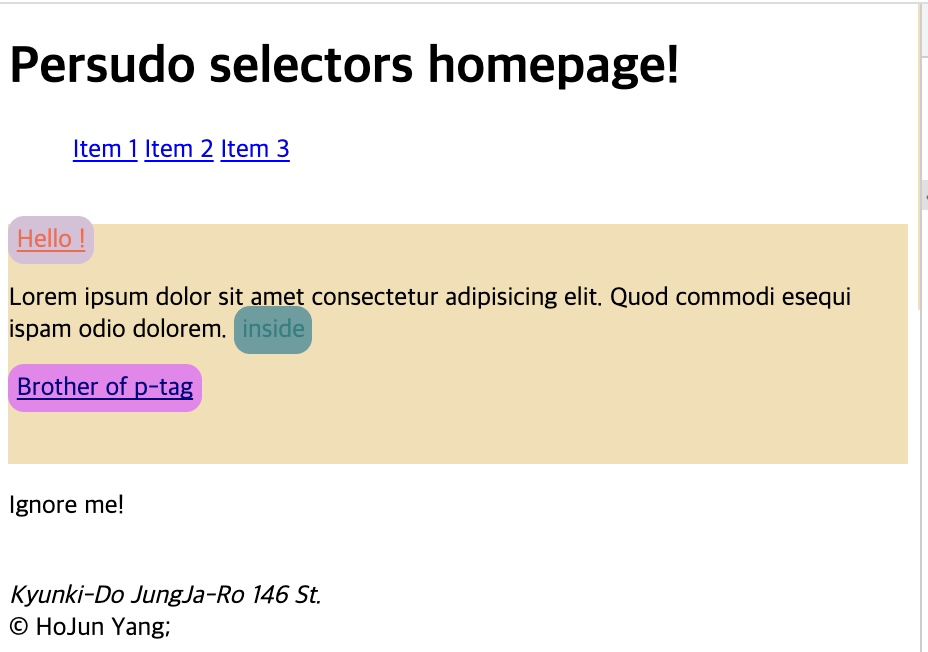 Persudo selectors homepage!
Item 1 Item 2 Item 3
Hello !
Lorem ipsum dolor sit amet consectetur adipisicing elit. Quod commodi esequi
ispam odio dolorem. inside
Brother of p-tag
Ignore me!
Kyunki-Do JungJa-Ro 146 St.
© HoJun Yang;